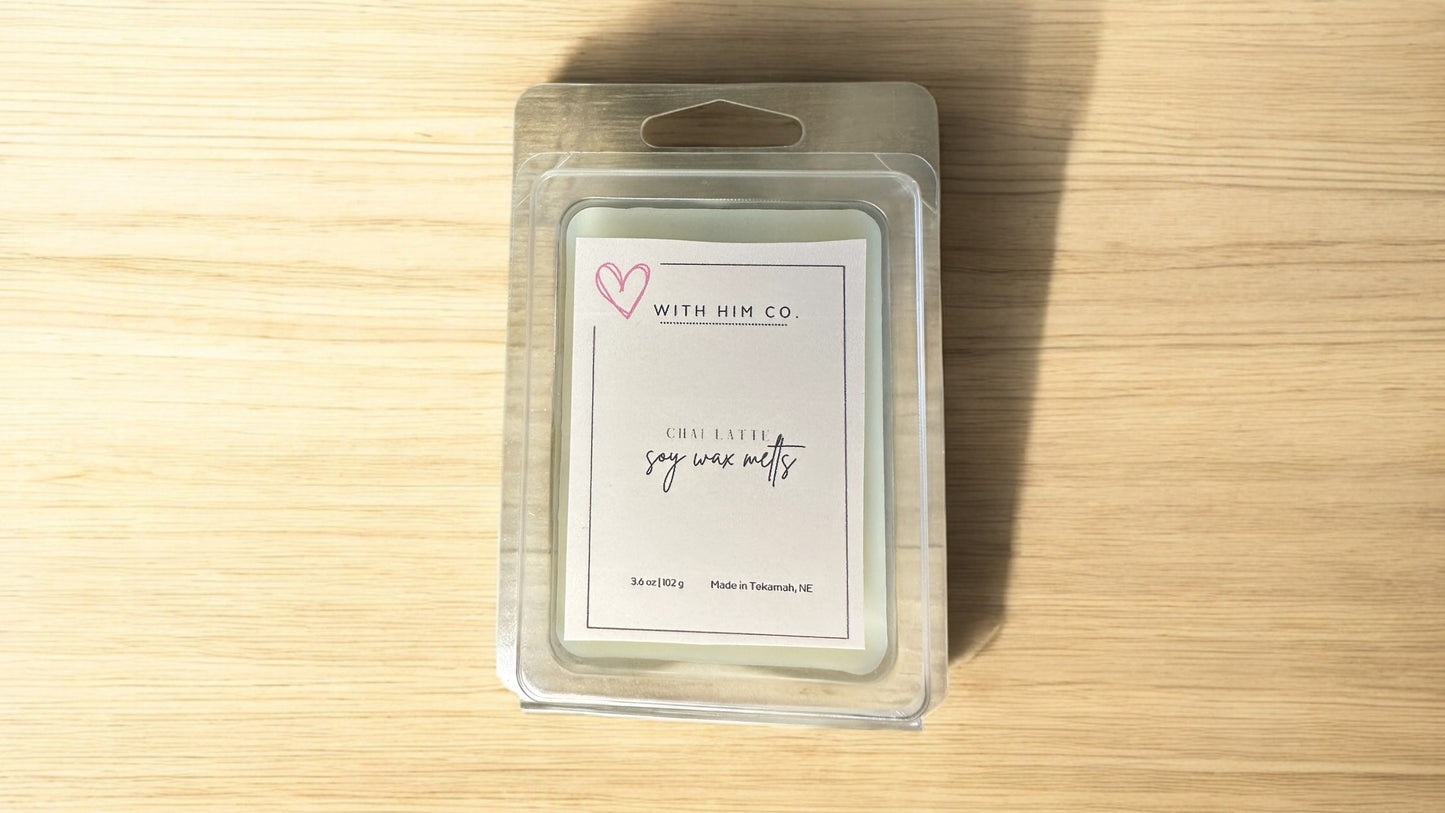 WITH HIM CO.
CHAI LATTE
soy wax melts
3.6 oz | 102 g Made in Tekamah, NE